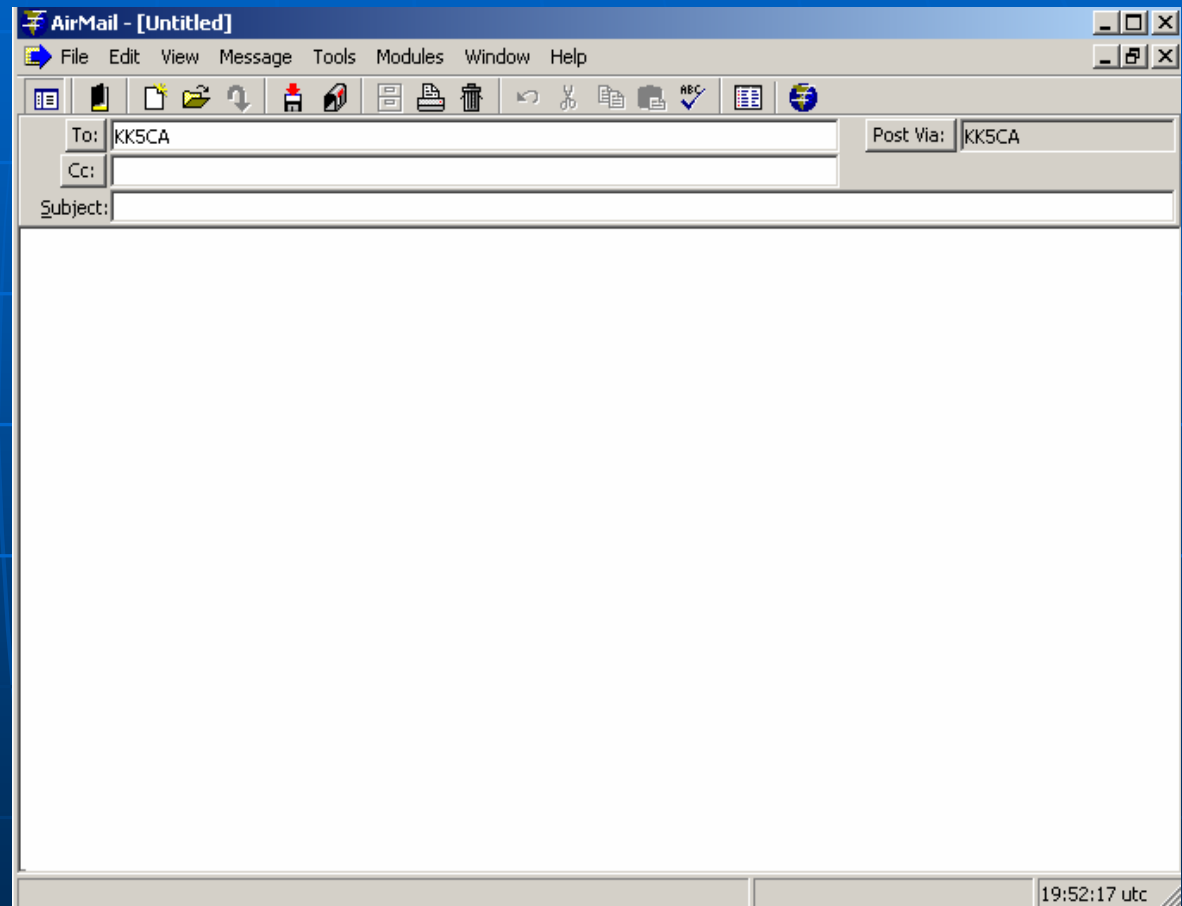 AirMail - [Untitled]
File Edit View Message Tools Modules Window Help
ABC
To: KK5CA Post Via: KK5CA
Cc:
Subject:
19:52:17 utc